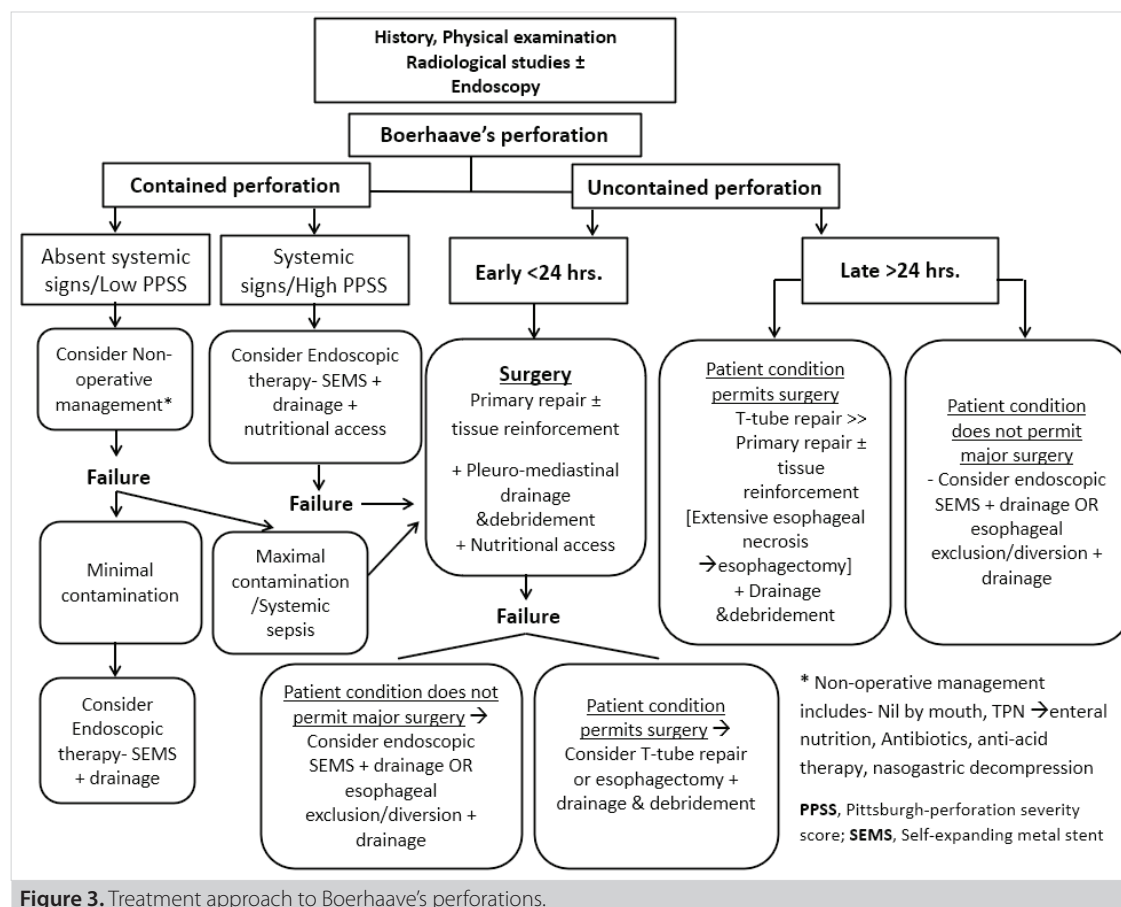 History, Physical examination
Radiological studies ±
Endoscopy
Boerhaave's perforation
Contained perforation
Uncontained perforation
Absent systemic
signs/Low PPSS
Systemic
signs/High PPSS
Early <24 hrs.
Late >24 hrs.
Consider Non-
operative
management*
Consider Endoscopic
therapy- SEMS +
drainage +
nutritional access
Surgery
Primary repair ±
tissue reinforcement
+ Pleuro-mediastinal
drainage
&debridement
+ Nutritional access
Patient condition
permits surgery
T-tube repair >>
Primary repair ±
tissue
reinforcement
[Extensive esophageal
necrosis
→esophagectomy]
+ Drainage
&debridement
Patient condition
does not permit
major surgery
- Consider endoscopic
SEMS + drainage OR
esophageal
exclusion/diversion +
drainage
Failure
Failure
Minimal
contamination
Maximal
contamination
/Systemic
sepsis
Failure
Consider
Endoscopic
therapy- SEMS
+ drainage
Patient condition does not
permit major surgery →
Consider endoscopic
SEMS + drainage OR
esophageal
exclusion/diversion +
drainage
Patient condition
permits surgery →
Consider T-tube repair
or esophagectomy +
drainage & debridement
* Non-operative management
includes- Nil by mouth, TPN →enteral
nutrition, Antibiotics, anti-acid
therapy, nasogastric decompression
PPSS, Pittsburgh-perforation severity
score; SEMS, Self-expanding metal stent
Figure 3. Treatment approach to Boerhaave's perforations.